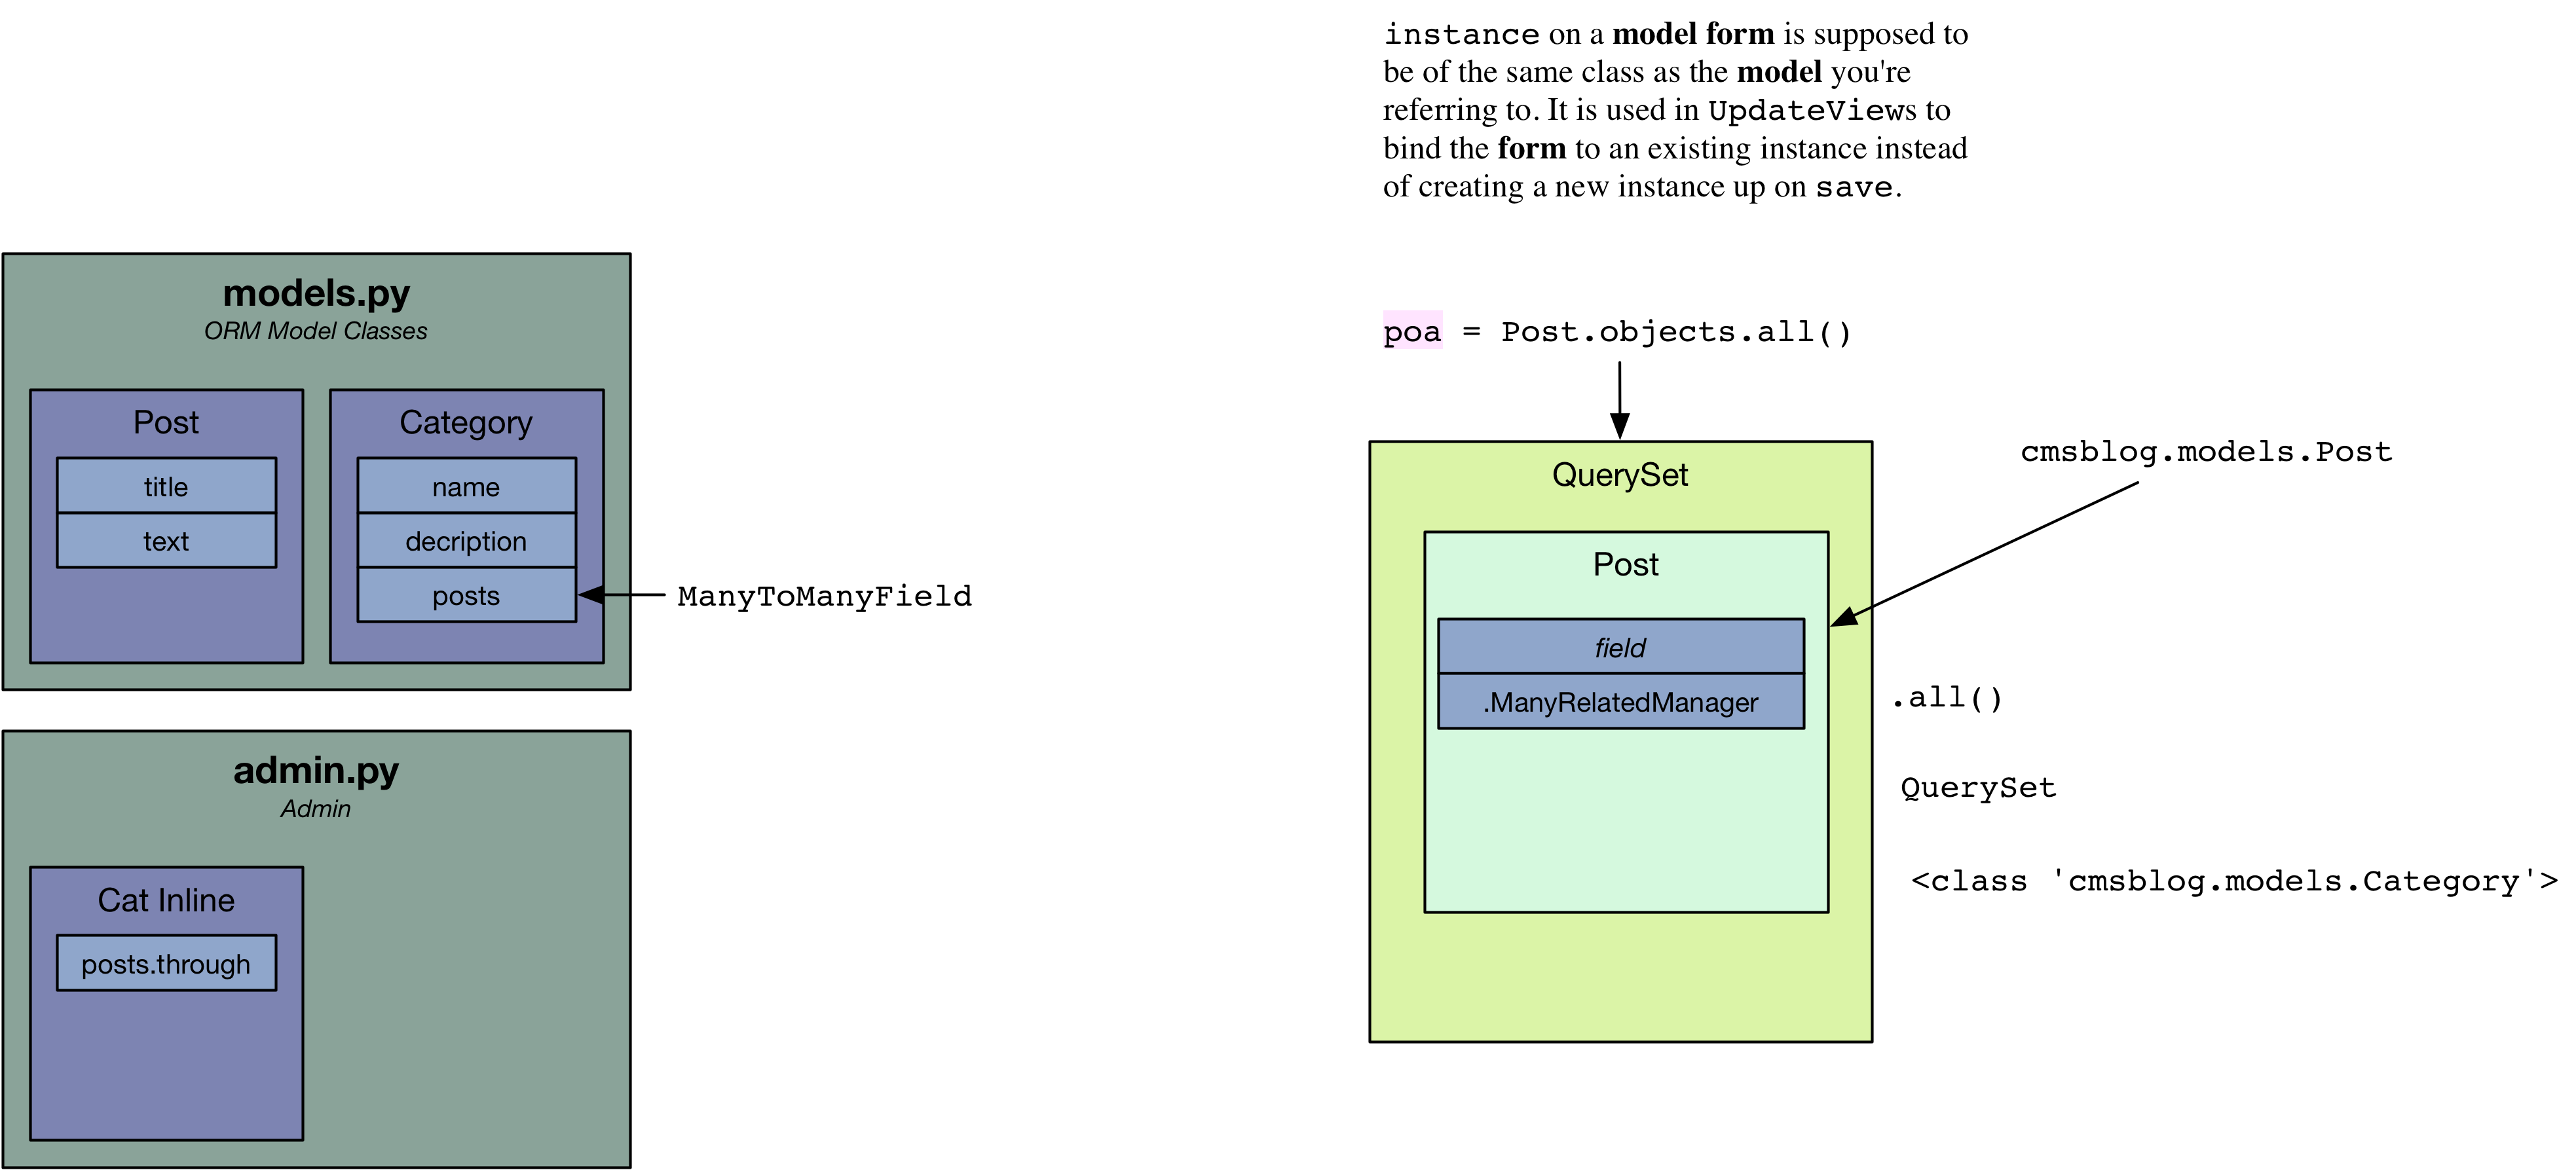 instance on a model form is supposed to
be of the same class as the model you're
referring to. It is used in UpdateViews to
bind the form to an existing instance instead
of creating a new instance up on save.
models.py
ORM Model Classes
Post
title
text
Category
name
decription
posts
ManyToManyField
admin.py
Admin
Cat Inline
posts.through
poa = Post.objects.all()
QuerySet
cmsblog.models.Post
Post
field
.ManyRelatedManager
.all()
QuerySet
<class 'cmsblog.models.Category'>